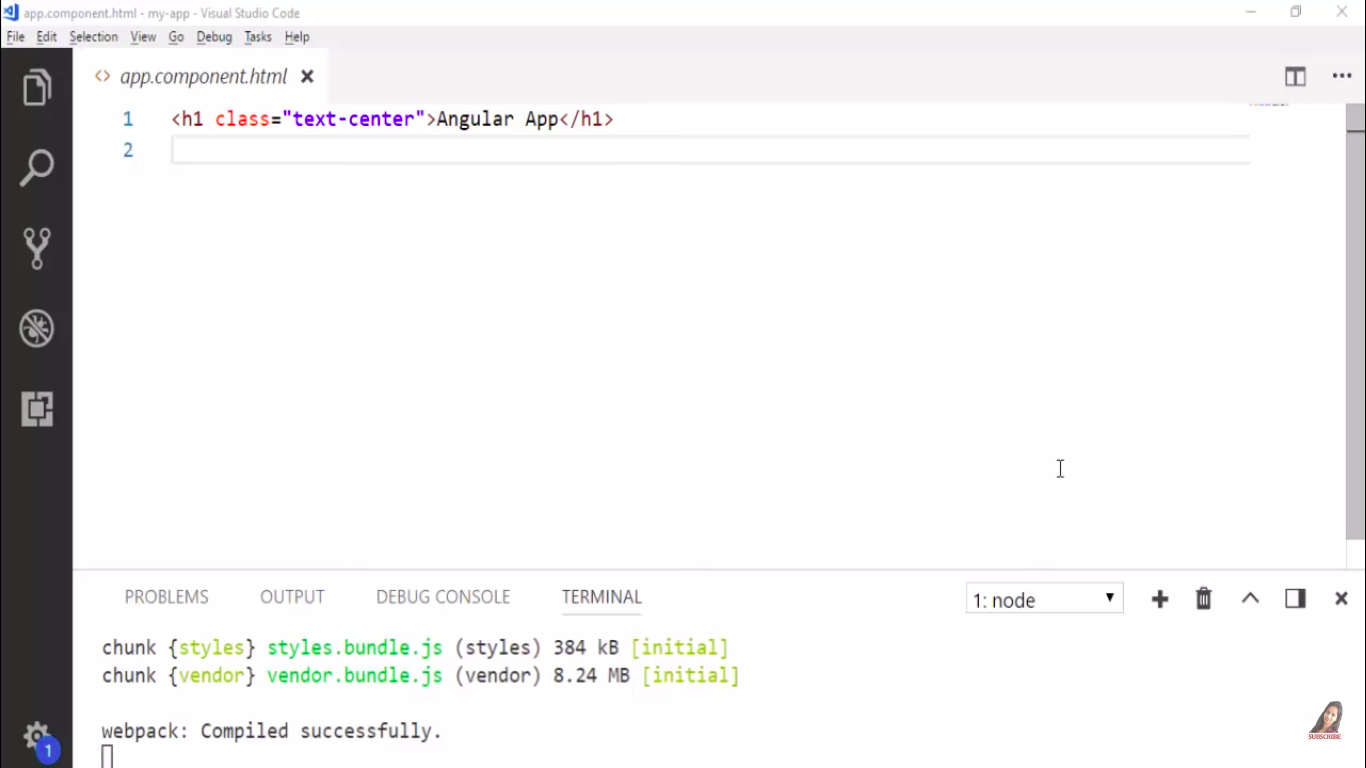 app.component.html - my-app - Visual Studio Code
File Edit Selection View Go Debug Tasks Help
<> app.component.html
1 <h1 class="text-center">Angular App</h1>
2
PROBLEMS OUTPUT DEBUG CONSOLE TERMINAL 1: node
chunk {styles} styles.bundle.js (styles) 384 kB [initial]
chunk {vendor} vendor.bundle.js (vendor) 8.24 MB [initial]
webpack: Compiled successfully.
1
SUBSCRIBE